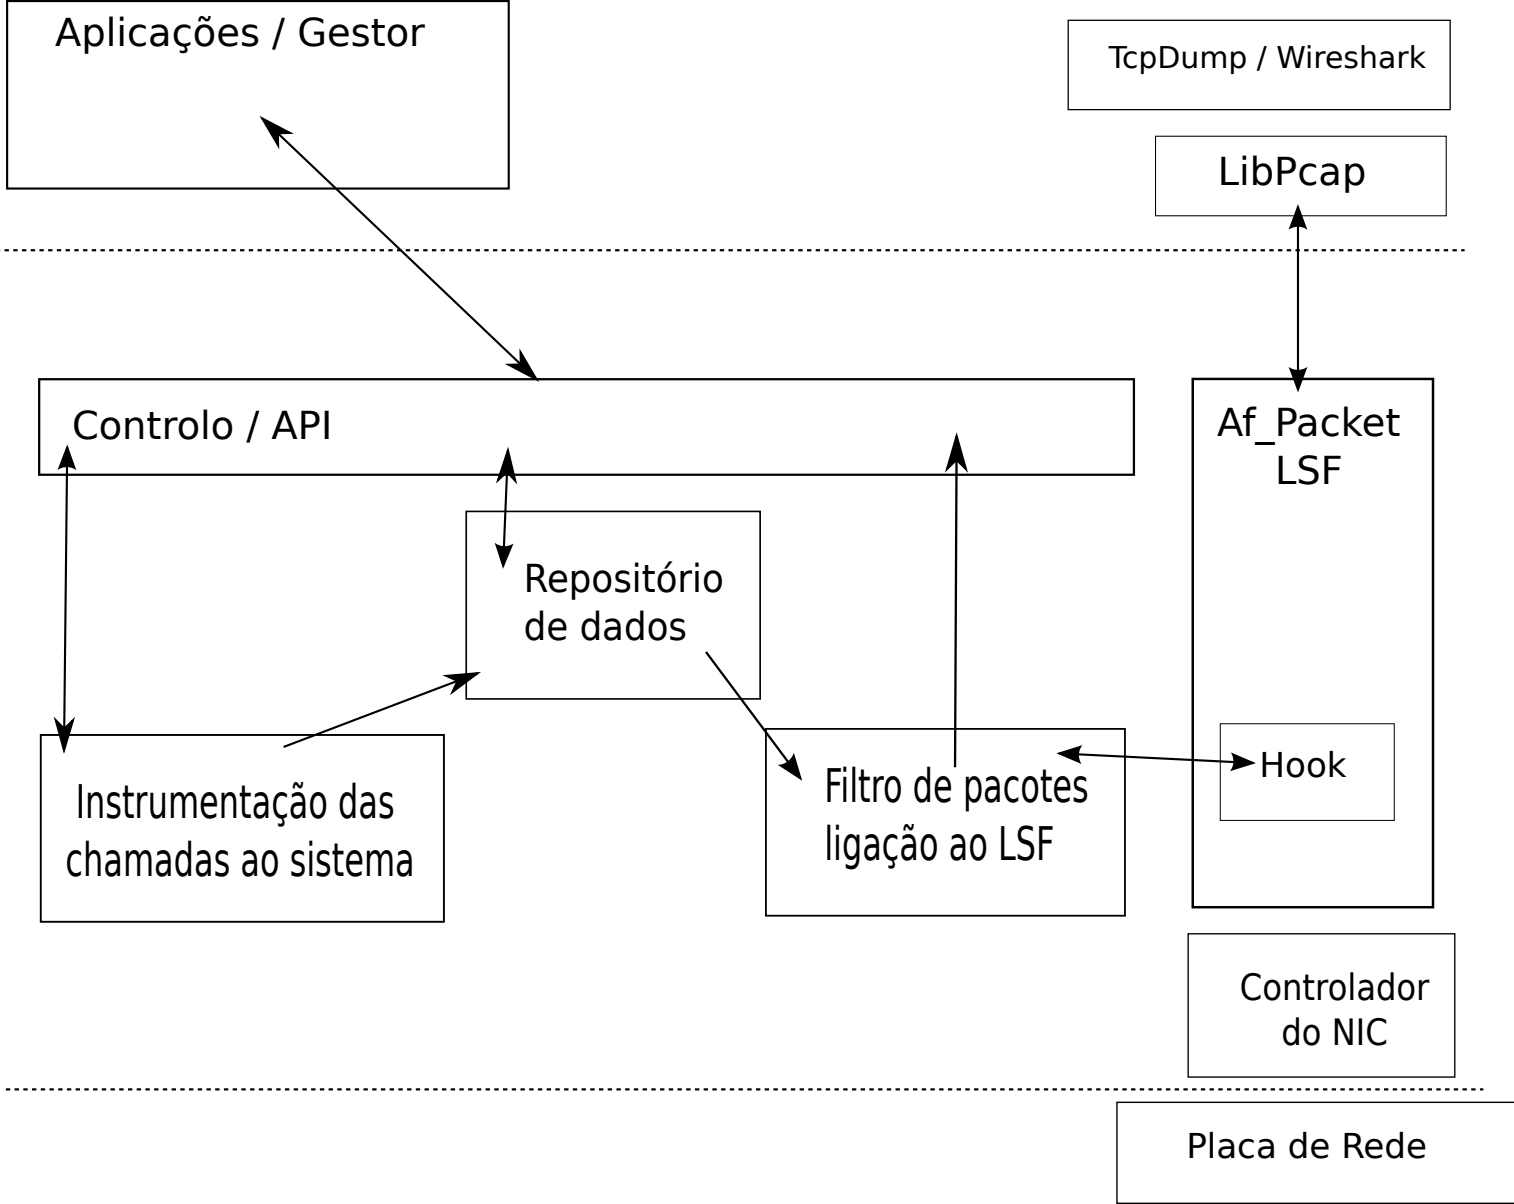 Aplicações / Gestor
TcpDump / Wireshark
LibPcap
Controlo / API
Af_Packet
LSF
Repositório
de dados
Instrumentação das
chamadas ao sistema
Filtro de pacotes
ligação ao LSF
Hook
Controlador
do NIC
Placa de Rede